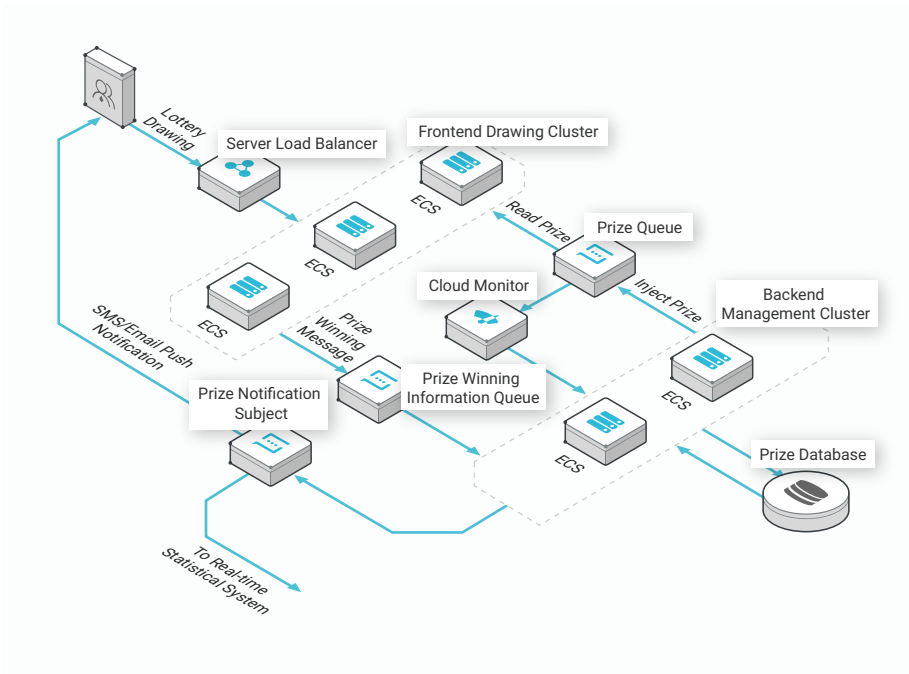 Lottery
Drawing
Server Load Balancer
Frontend Drawing Cluster
ECS
ECS
ECS
Read Prize
Prize Queue
Inject Prize
Cloud Monitor
Backend
Management Cluster
SMS/Email Push
Notification
Prize
Winning
Message
Prize Notification
Subject
Prize Winning
Information Queue
ECS
ECS
Prize Database
To Real-time
Statistical System